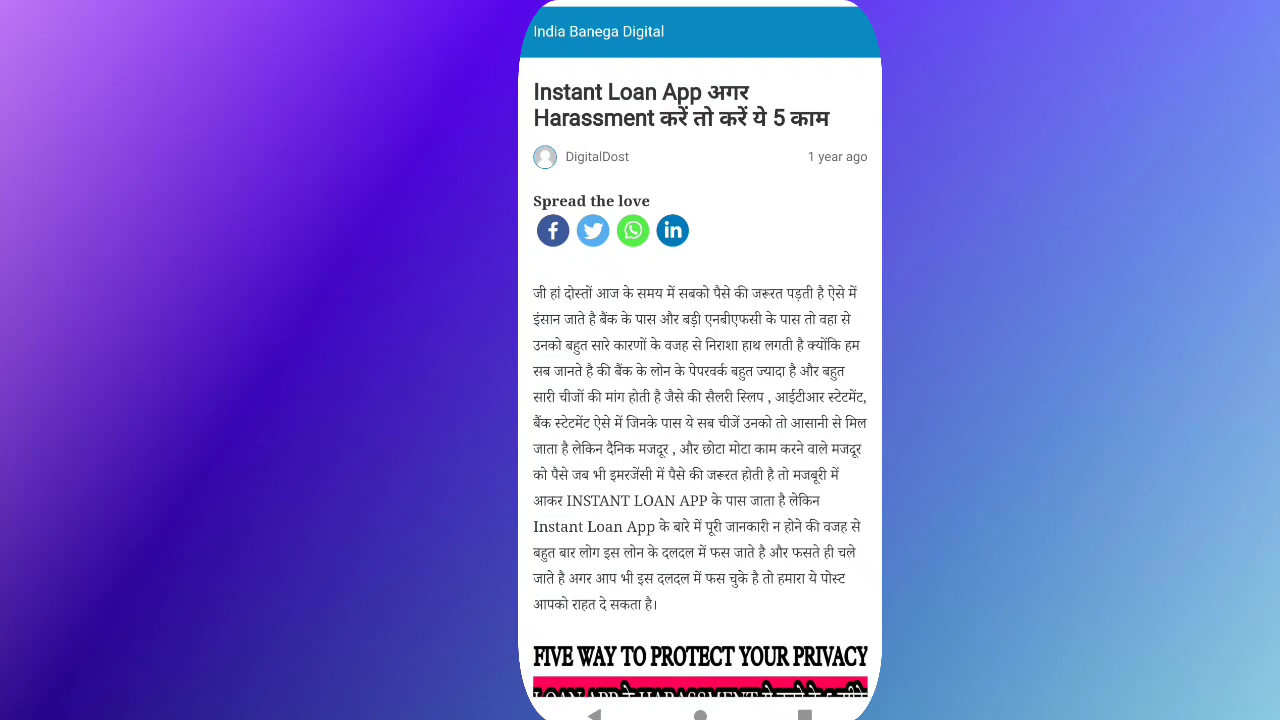 India Banega Digital
Instant Loan App अगर
Harassment करें तो करें ये 5 काम
DigitalDost
1 year ago
Spread the love
जी हां दोस्तों आज के समय में सबको पैसे की जरूरत पड़ती है ऐसे में
इंसान जाते है बैंक के पास और बड़ी एनबीएफसी के पास तो वहा से
उनको बहुत सारे कारणों के वजह से निराशा हाथ लगती है क्योंकि हम
सब जानते है की बैंक के लोन के पेपरवर्क बहुत ज्यादा है और बहुत
सारी चीजों की मांग होती है जैसे की सैलरी स्लिप , आईटीआर स्टेटमेंट,
बैंक स्टेटमेंट ऐसे में जिनके पास ये सब चीजें उनको तो आसानी से मिल
जाता है लेकिन दैनिक मजदूर , और छोटा मोटा काम करने वाले मजदूर
को पैसे जब भी इमरजेंसी में पैसे की जरूरत होती है तो मजबूरी में
आकर INSTANT LOAN APP के पास जाता है लेकिन
Instant Loan App के बारे में पूरी जानकारी न होने की वजह से
बहुत बार लोग इस लोन के दलदल में फस जाते है और फसते ही चले
जाते है अगर आप भी इस दलदल में फस चुके है तो हमारा ये पोस्ट
आपको राहत दे सकता है।
FIVE WAY TO PROTECT YOUR PRIVACY
LOAN APP के HARASSMENT से